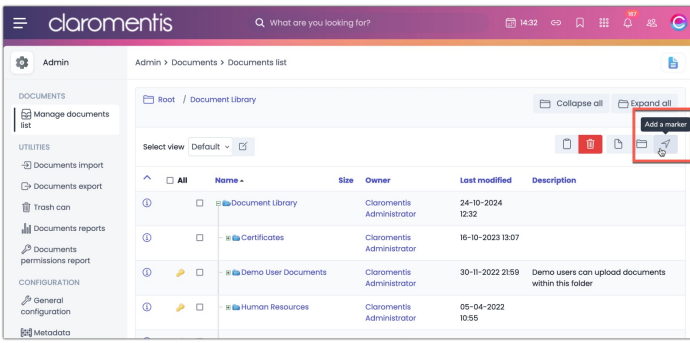 claromentis
What are you looking for?
14:32
187
Admin
Admin > Documents > Documents list
DOCUMENTS
Manage documents list
UTILITIES
Documents import
Documents export
Trash can
Documents reports
Documents permissions report
CONFIGURATION
General configuration
Metadata
Root / Document Library
Collapse all
Expand all
Add a marker
Select view Default
All Name Size Owner Last modified Description
Document Library Claromentis Administrator 24-10-2024 12:32
Certificates Claromentis Administrator 16-10-2023 13:07
Demo User Documents Claromentis Administrator 30-11-2022 21:59 Demo users can upload documents within this folder
Human Resources Claromentis Administrator 05-04-2022 10:55